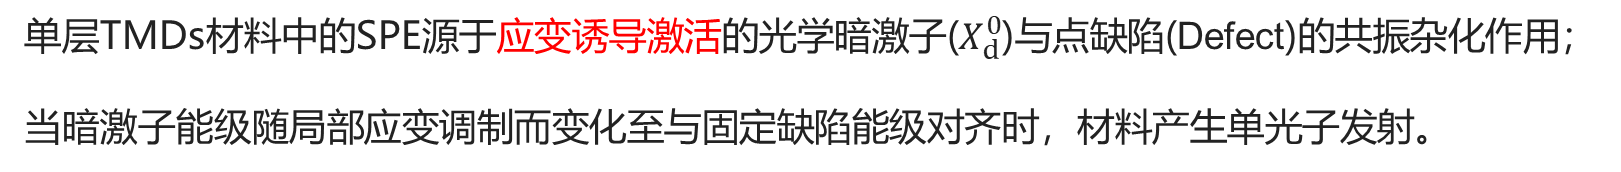 单层TMDs材料中的SPE源于应变诱导激活的光学暗激子($X_{\mathrm{d}}^{0}$)与点缺陷(Defect)的共振杂化作用；
当暗激子能级随局部应变调制而变化至与固定缺陷能级对齐时，材料产生单光子发射。